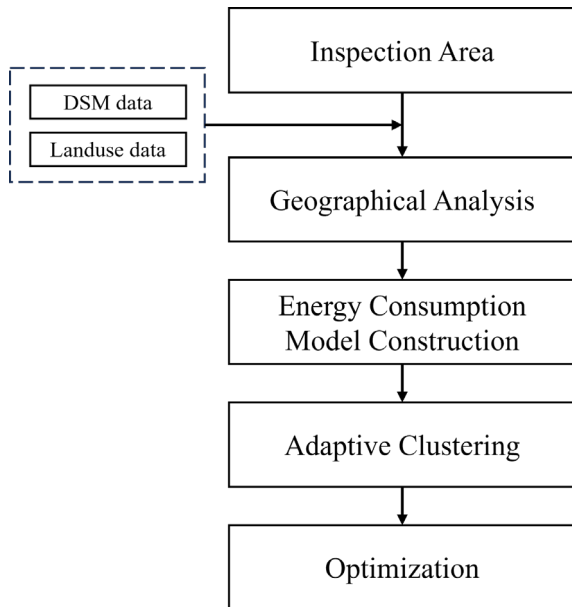 Inspection Area
DSM data
Landuse data
Geographical Analysis
Energy Consumption
Model Construction
Adaptive Clustering
Optimization